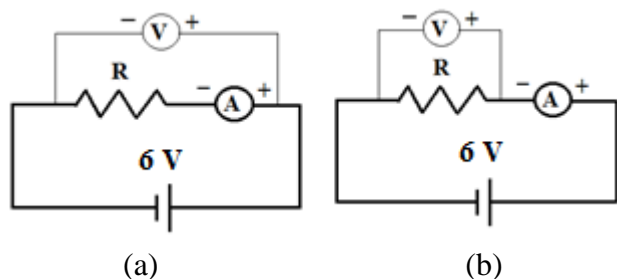 − V +
R − A +
6 V
(a)
− V +
R − A +
6 V
(b)